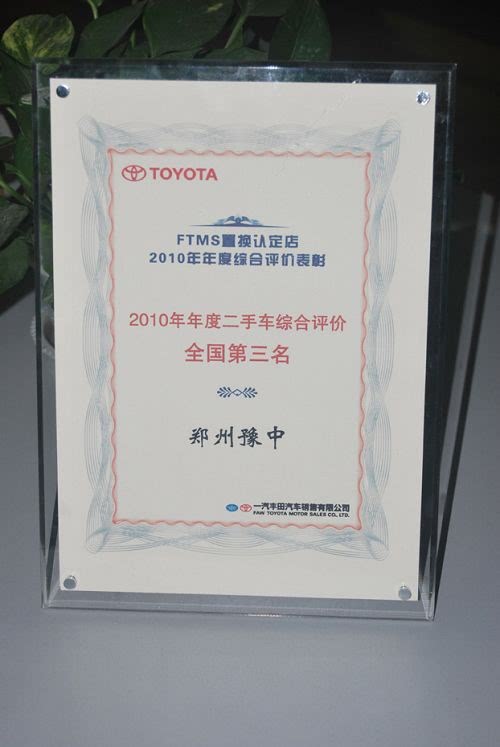 TOYOTA
FTMS置换认定店
2010年年度综合评价表彰
2010年年度二手车综合评价
全国第三名
郑州豫中
一汽丰田汽车销售有限公司
FAW TOYOTA MOTOR SALES CO., LTD.